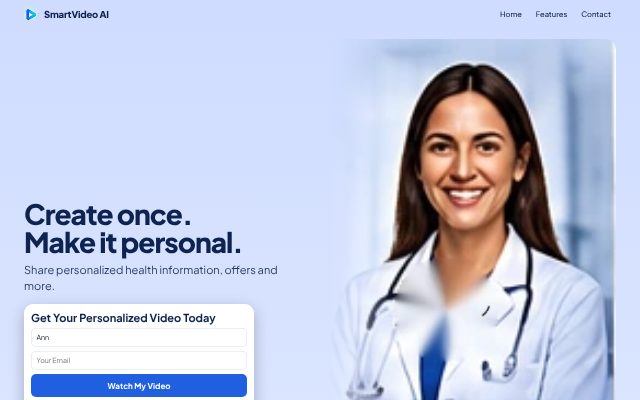 SmartVideo AI
Home Features Contact
Create once.
Make it personal.
Share personalized health information, offers and
more.
Get Your Personalized Video Today
Ann
Your Email
Watch My Video